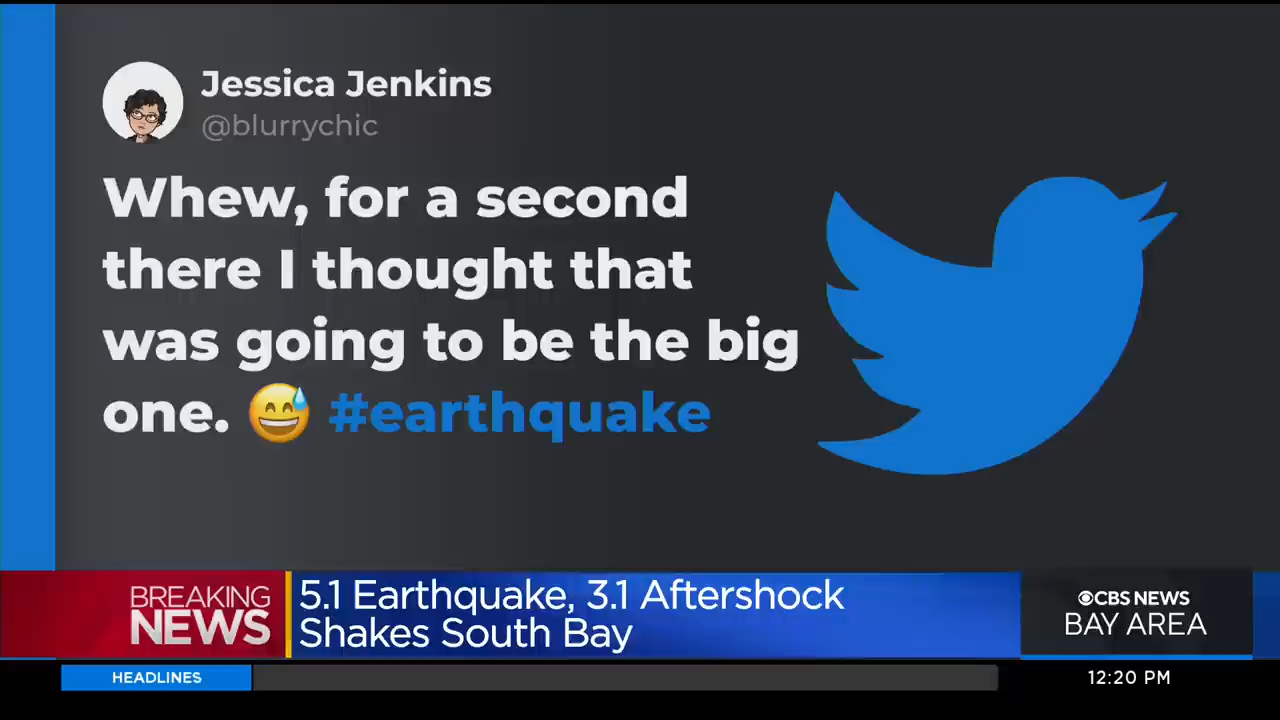 Jessica Jenkins
@blurrychic
Whew, for a second
there I thought that
was going to be the big
one. 😅 #earthquake
BREAKING
NEWS
5.1 Earthquake, 3.1 Aftershock
Shakes South Bay
CBS NEWS
BAY AREA
HEADLINES
12:20 PM